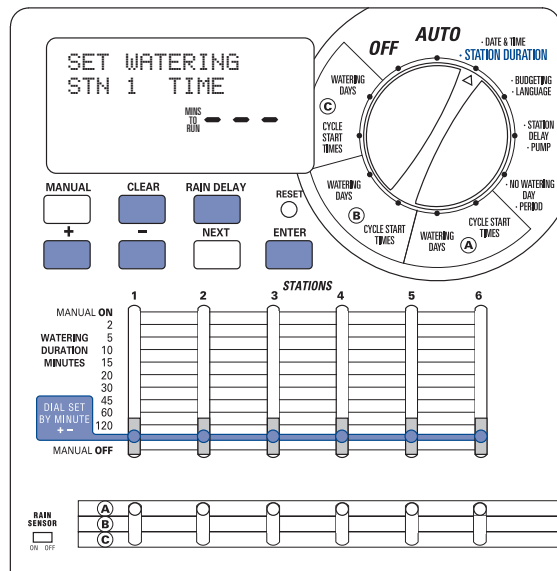 SET WATERING
STN 1 TIME
MINS
TO
RUN
---
MANUAL
CLEAR
RAIN DELAY
RESET
+
-
NEXT
ENTER
OFF
AUTO
· DATE & TIME
· STATION DURATION
· BUDGETING
· LANGUAGE
· STATION
DELAY
· PUMP
· NO WATERING
DAY
· PERIOD
CYCLE START
TIMES
A
WATERING
DAYS
CYCLE START
TIMES
B
WATERING
DAYS
CYCLE
START
TIMES
C
WATERING
DAYS
STATIONS
1 2 3 4 5 6
MANUAL ON
2
5
10
15
20
30
45
60
120
MANUAL OFF
WATERING
DURATION
MINUTES
DIAL SET
BY MINUTE
+ -
A
B
C
RAIN
SENSOR
ON OFF